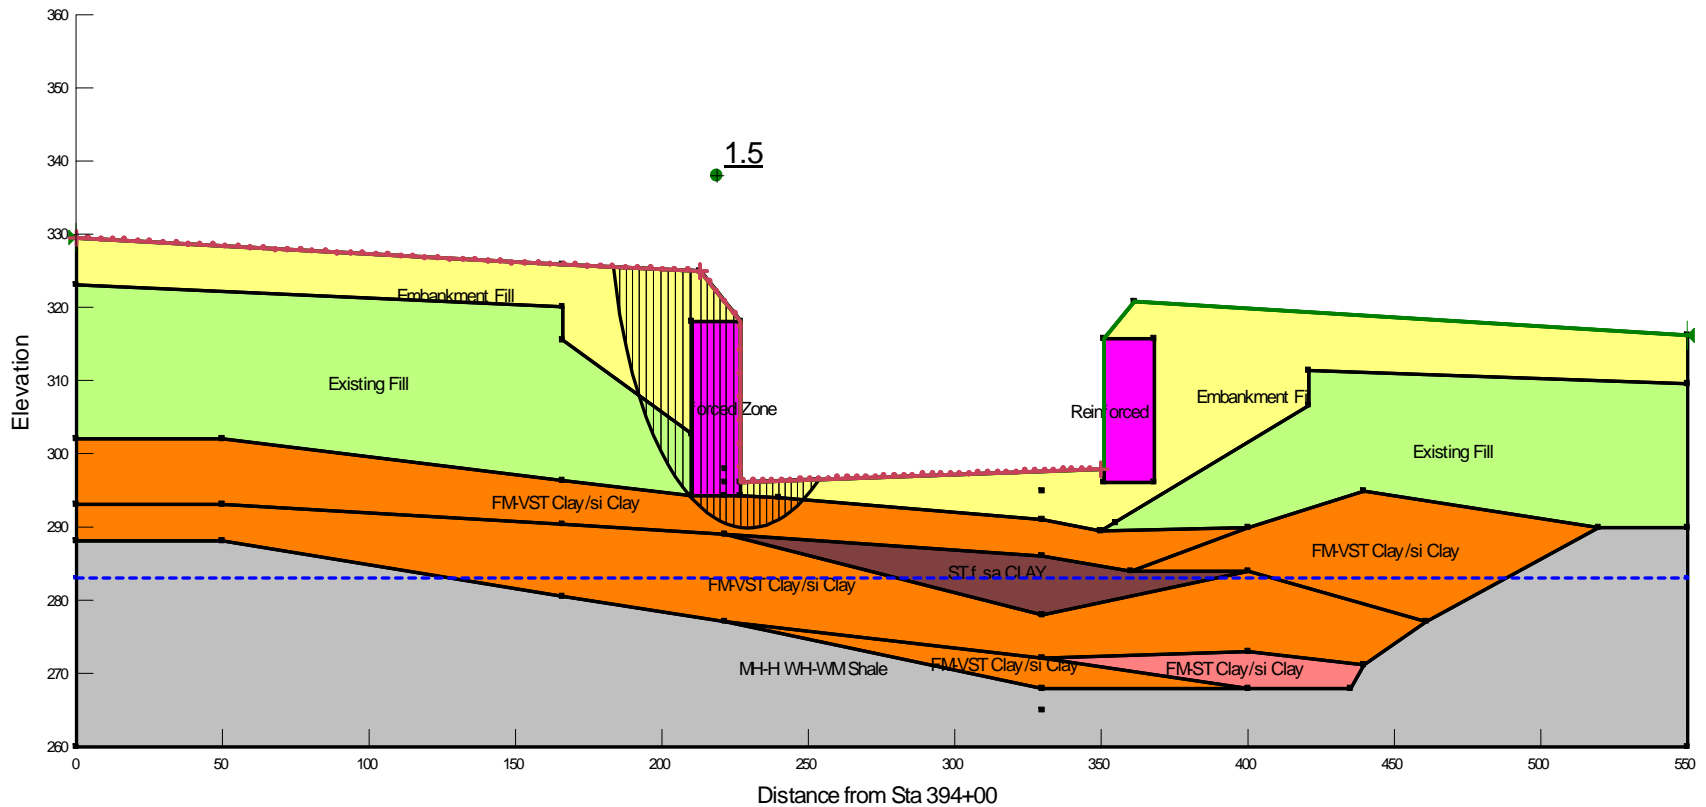 360
350
340
1.5
330
Embankment Fill
320
Existing Fill
310
Elevation
forced Zone
Reinforced
Embankment Fi
300
Existing Fill
FM-VST Clay/si Clay
290
FM-VST Clay/si Clay
ST f. sa CLAY
FM-VST Clay/si Clay
280
270
MH-H WH-WM Shale
FM-VST Clay/si Clay
FM-ST Clay/si Clay
260
0 50 100 150 200 250 300 350 400 450 500 550
Distance from Sta 394+00